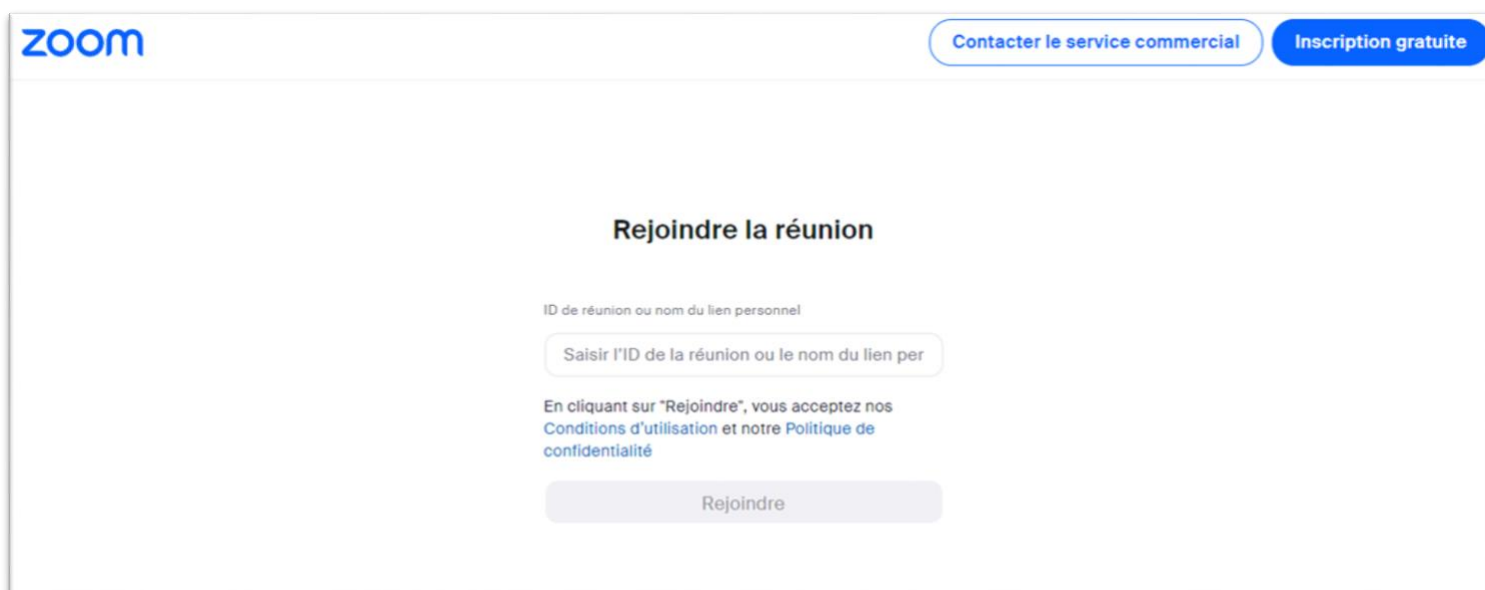 zoom
Contacter le service commercial
Inscription gratuite
Rejoindre la réunion
ID de réunion ou nom du lien personnel
Saisir l'ID de la réunion ou le nom du lien per
En cliquant sur "Rejoindre", vous acceptez nos
Conditions d'utilisation et notre Politique de
confidentialité
Rejoindre